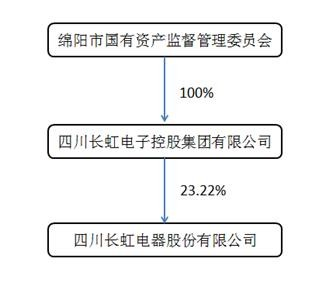 绵阳市国有资产监督管理委员会
100%
四川长虹电子控股集团有限公司
23.22%
四川长虹电器股份有限公司